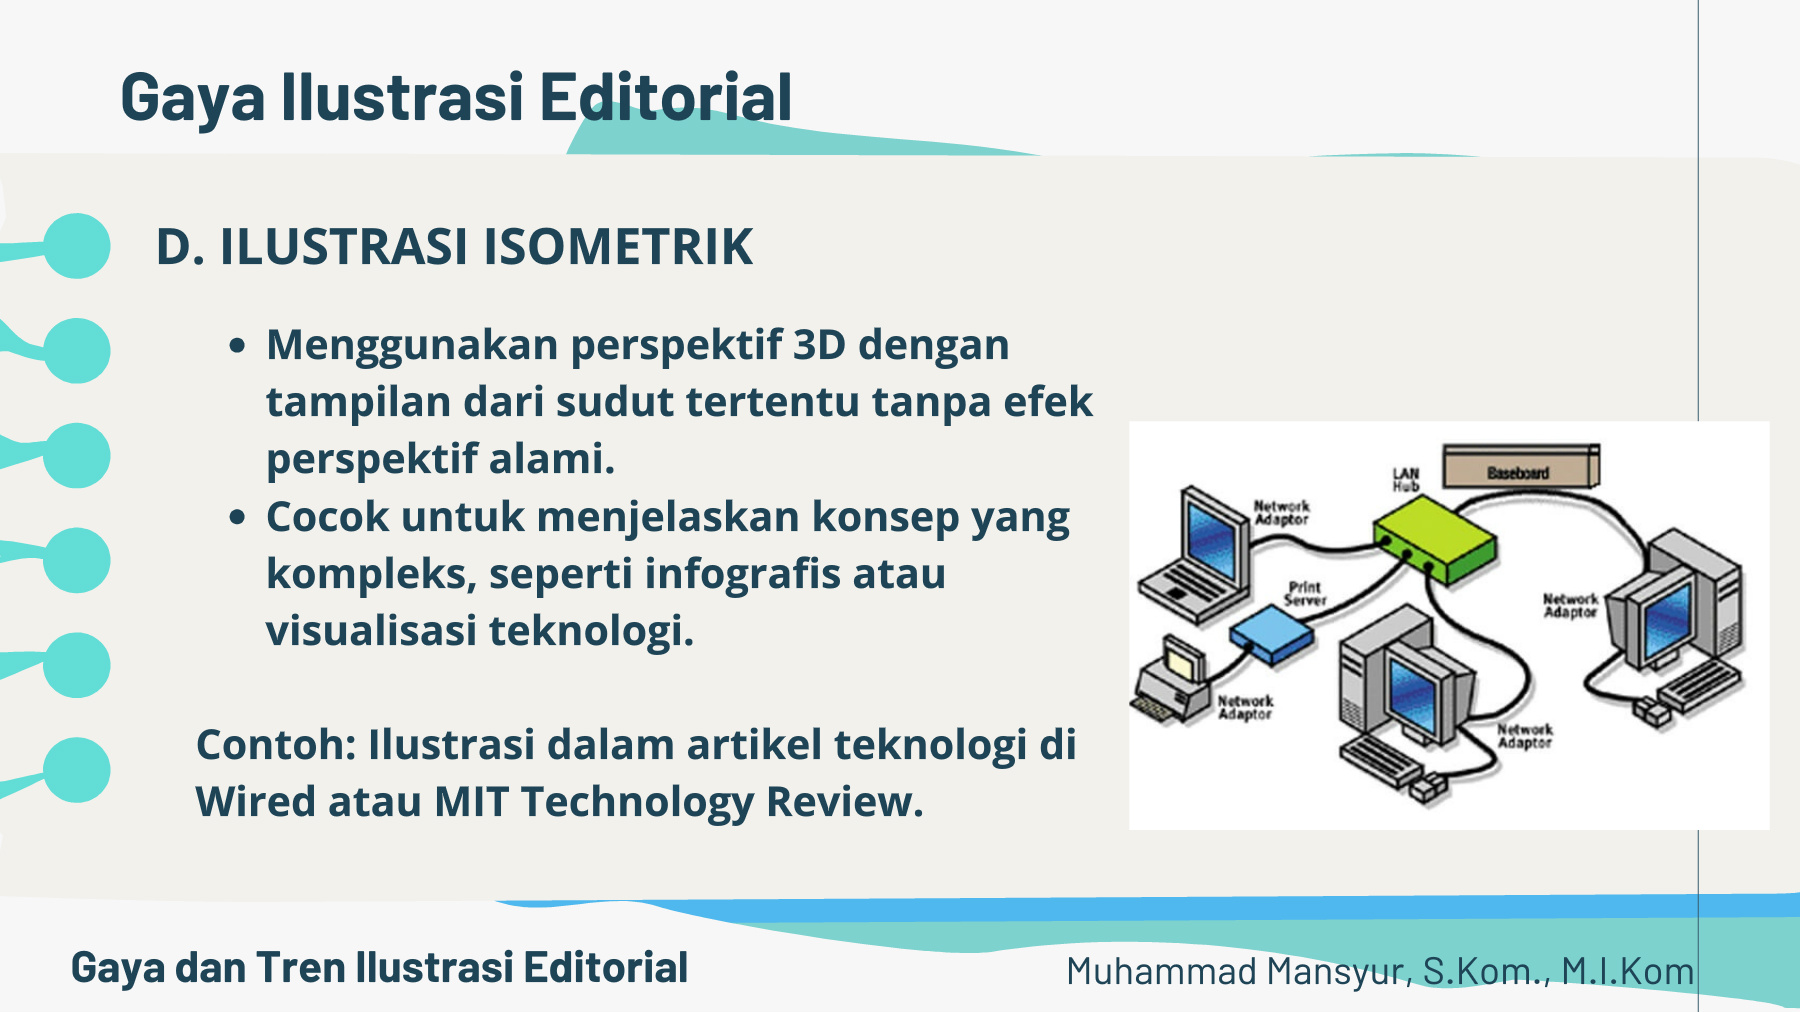 Gaya Ilustrasi Editorial
D. ILUSTRASI ISOMETRIK
• Menggunakan perspektif 3D dengan
tampilan dari sudut tertentu tanpa efek
perspektif alami.
• Cocok untuk menjelaskan konsep yang
kompleks, seperti infografis atau
visualisasi teknologi.
Contoh: Ilustrasi dalam artikel teknologi di
Wired atau MIT Technology Review.
LAN
Hub
Baseboard
Network
Adaptor
Print
Server
Network
Adaptor
Network
Adaptor
Network
Adaptor
Gaya dan Tren Ilustrasi Editorial
Muhammad Mansyur, S.Kom., M.I.Kom